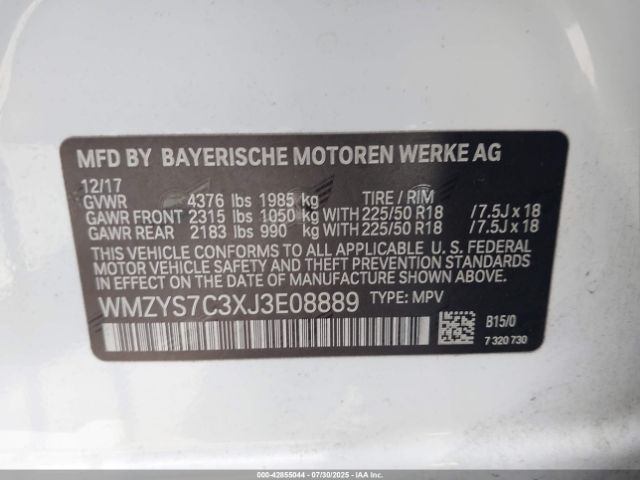 MFD BY BAYERISCHE MOTOREN WERKE AG
12/17
GVWR 4376 lbs 1985 kg TIRE / RIM
GAWR FRONT 2315 lbs 1050 kg WITH 225/50 R18 / 7.5J x 18
GAWR REAR 2183 lbs 990 kg WITH 225/50 R18 / 7.5J x 18
THIS VEHICLE CONFORMS TO ALL APPLICABLE U. S. FEDERAL
MOTOR VEHICLE SAFETY, BUMPER, AND
THEFT PREVENTION STANDARDS IN EFFECT ON THE
DATE OF MANUFACTURE SHOWN ABOVE.
WMZYS7C3XJ3E08889 TYPE: MPV
B15/0
7 320 730
000-42855044 | 07/30/2025 | IAAI.com